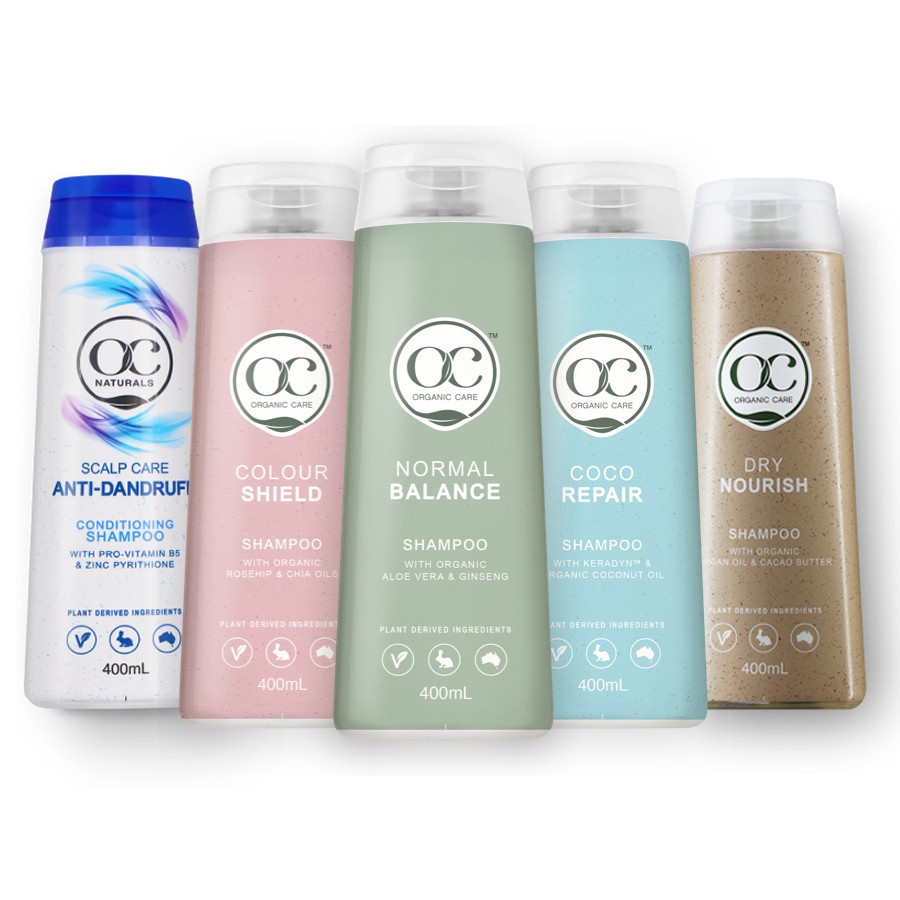 OC
NATURALS
SCALP CARE
ANTI-DANDRUFF
CONDITIONING
SHAMPOO
WITH PRO-VITAMIN B5
& ZINC PYRITHIONE
PLANT DERIVED INGREDIENTS
400mL
OC
TM
ORGANIC CARE
COLOUR
SHIELD
SHAMPOO
WITH ORGANIC
ROSEHIP & CHIA OILS
PLANT DERIVED INGREDIENTS
400mL
OC
TM
ORGANIC CARE
NORMAL
BALANCE
SHAMPOO
WITH ORGANIC
ALOE VERA & GINSENG
PLANT DERIVED INGREDIENTS
400mL
OC
TM
ORGANIC CARE
COCO
REPAIR
SHAMPOO
WITH KERADYN™ &
ORGANIC COCONUT OIL
PLANT DERIVED INGREDIENTS
400mL
OC
TM
ORGANIC CARE
DRY
NOURISH
SHAMPOO
WITH ORGANIC
ARGAN OIL & CACAO BUTTER
PLANT DERIVED INGREDIENTS
400mL